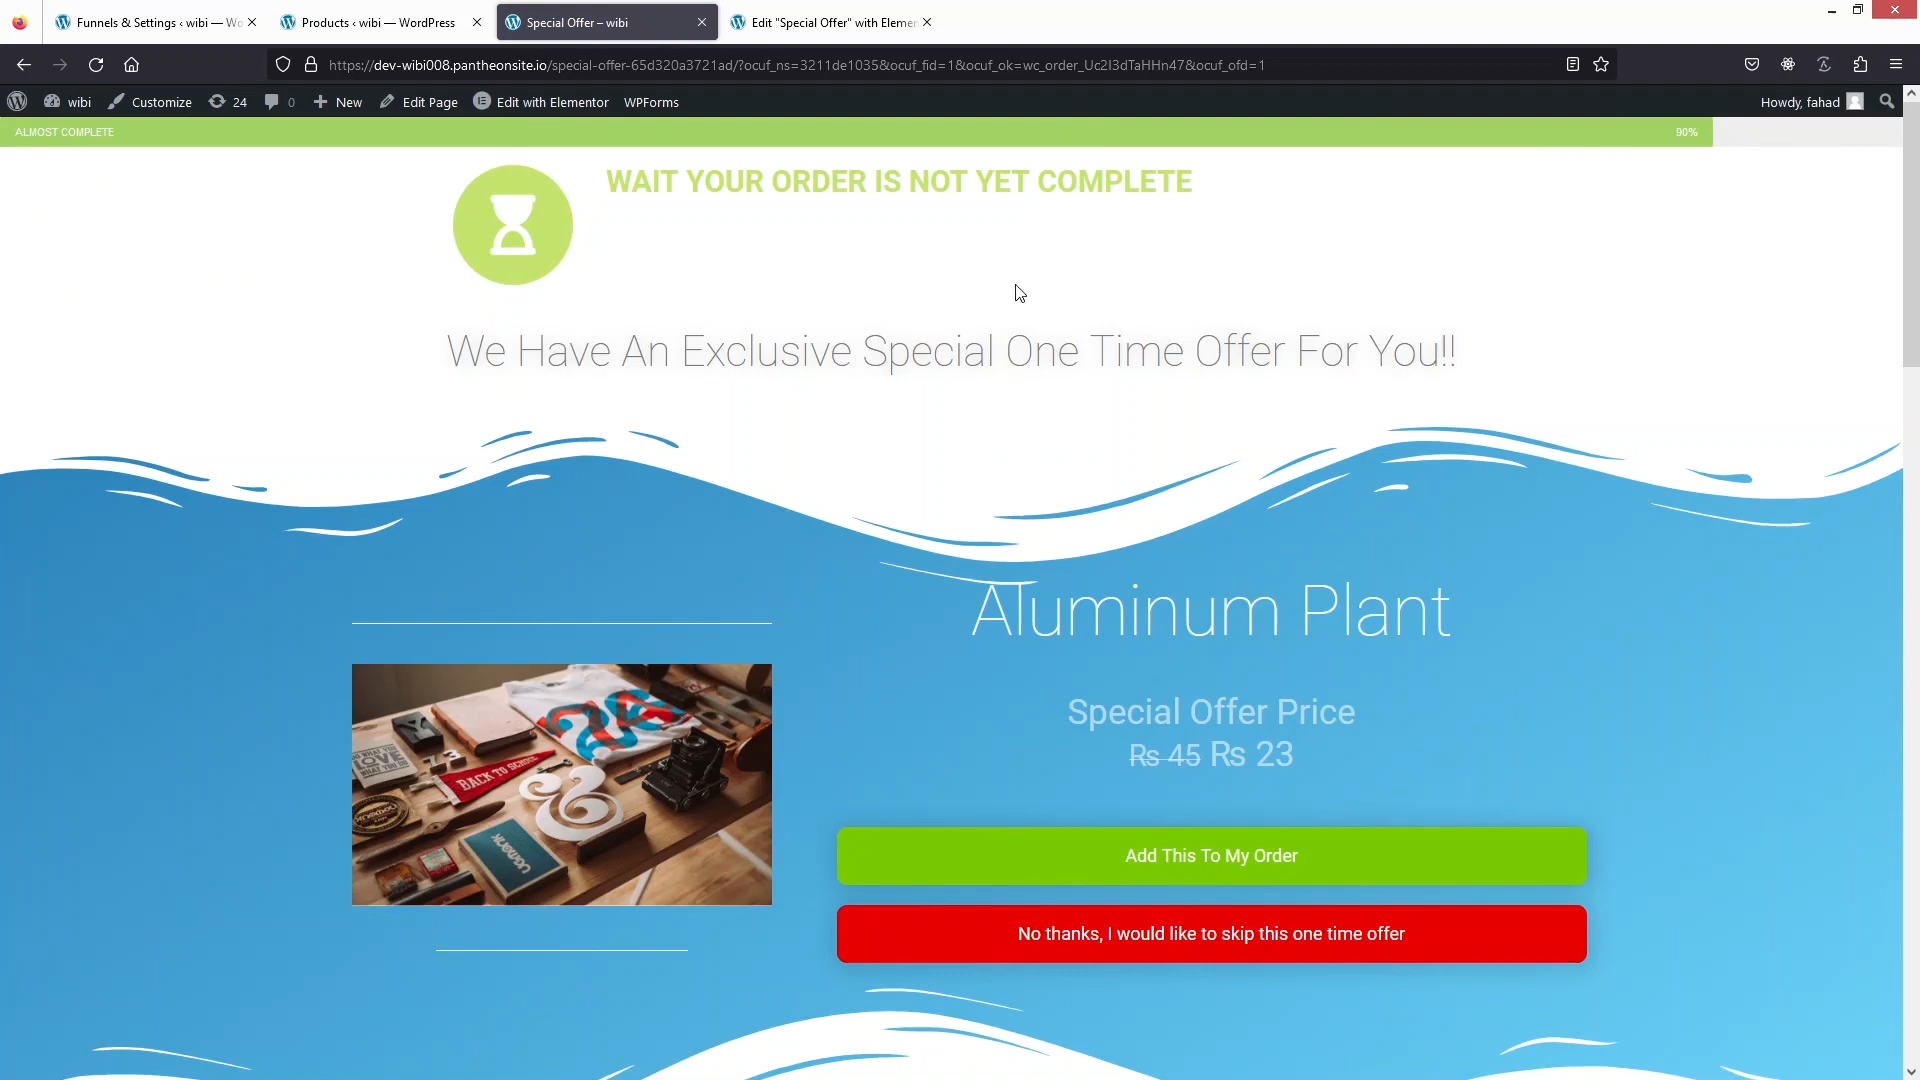 Funnels & Settings ‹ wibi — Wo
Products ‹ wibi — WordPress
Special Offer – wibi
Edit "Special Offer" with Elemen
https://dev-wibi008.pantheonsite.io/special-offer-65d320a3721ad/?ocuf_ns=3211de1035&ocuf_fid=1&ocuf_ok=wc_order_Uc2I3dTaHHn47&ocuf_ofd=1
wibi
Customize
24
0
New
Edit Page
Edit with Elementor
WPForms
Howdy, fahad
ALMOST COMPLETE
90%
WAIT YOUR ORDER IS NOT YET COMPLETE
We Have An Exclusive Special One Time Offer For You!!
Aluminum Plant
Special Offer Price
₨ 45 ₨ 23
BACK TO SCHOOL
LOVE
Add This To My Order
No thanks, I would like to skip this one time offer